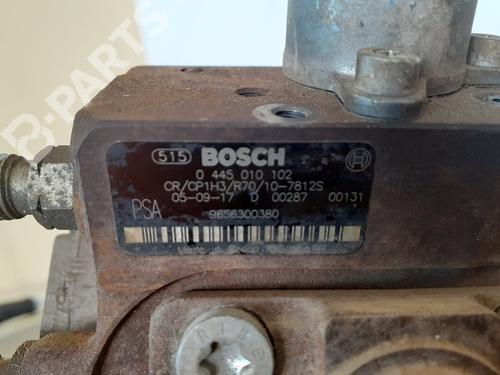 B-PARTS
515 BOSCH
0 445 010 102
CR/CP1H3/R70/10-7812S
05-09-17 D 00287 00131
PSA 9656300380